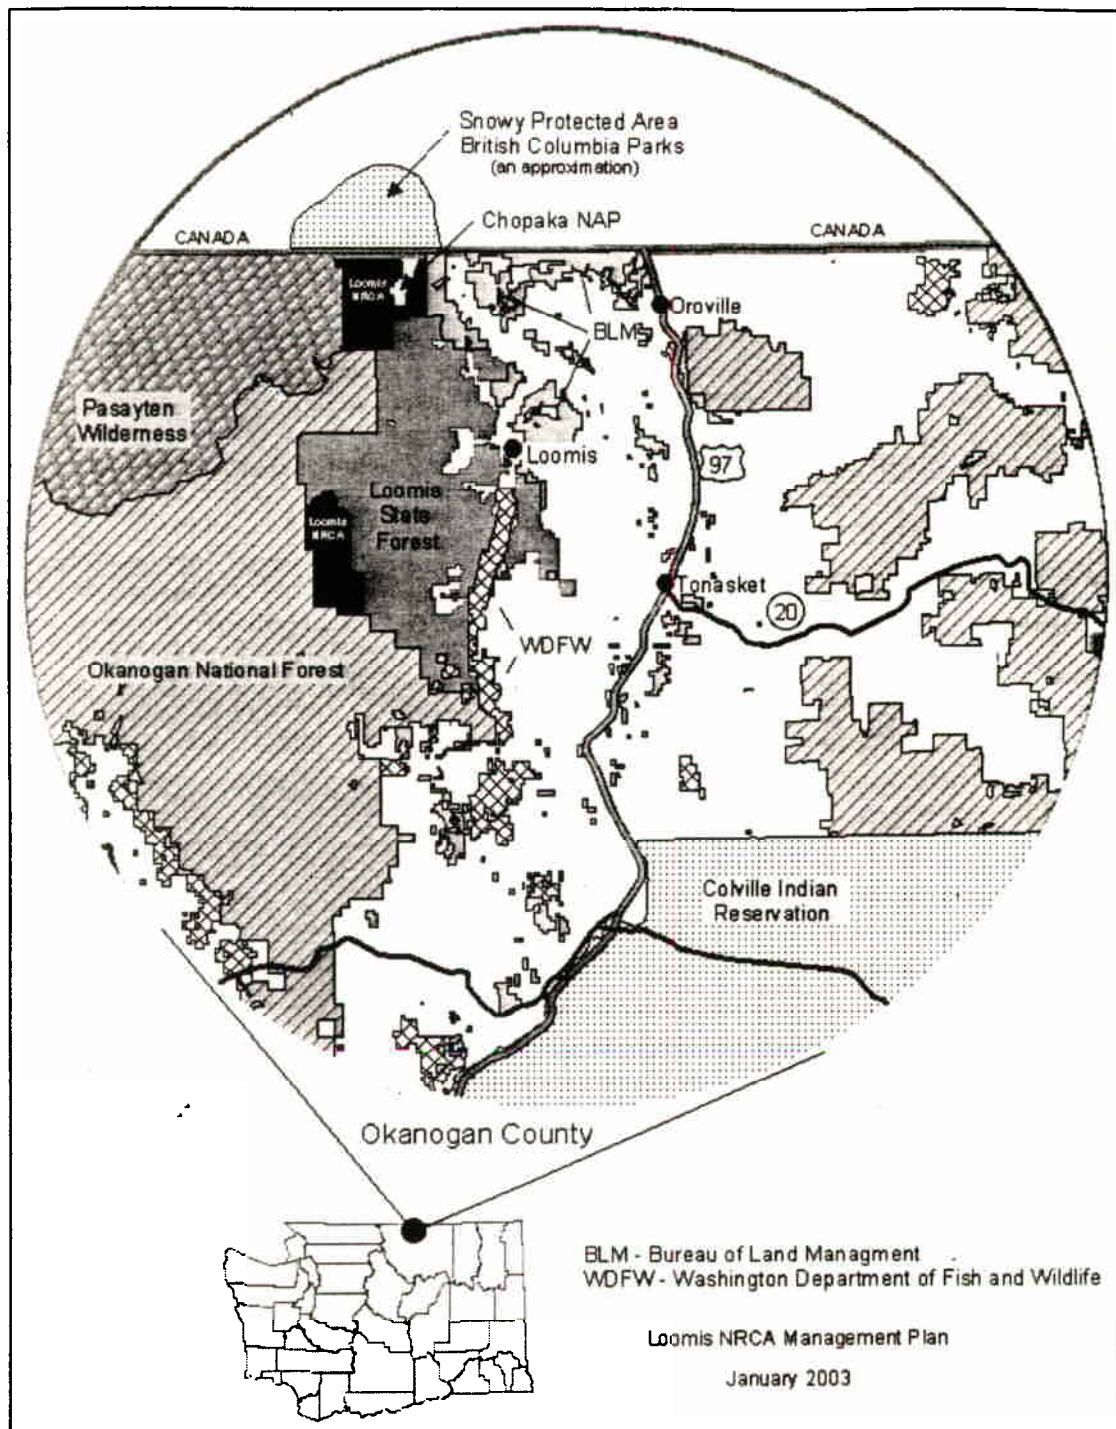 Snowy Protected Area
British Columbia Parks
(an approximation)
Chopaka NAP
CANADA
CANADA
Loomis
NRCA
Oroville
BLM
Pasayten
Wilderness
Loomis
97
Loomis
State
Forest
Loomis
NRCA
Tonasket
20
WDFW
Okanogan National Forest
Colville Indian
Reservation
Okanogan County
BLM - Bureau of Land Managment
WDFW - Washington Department of Fish and Wildlife
Loomis NRCA Management Plan
January 2003